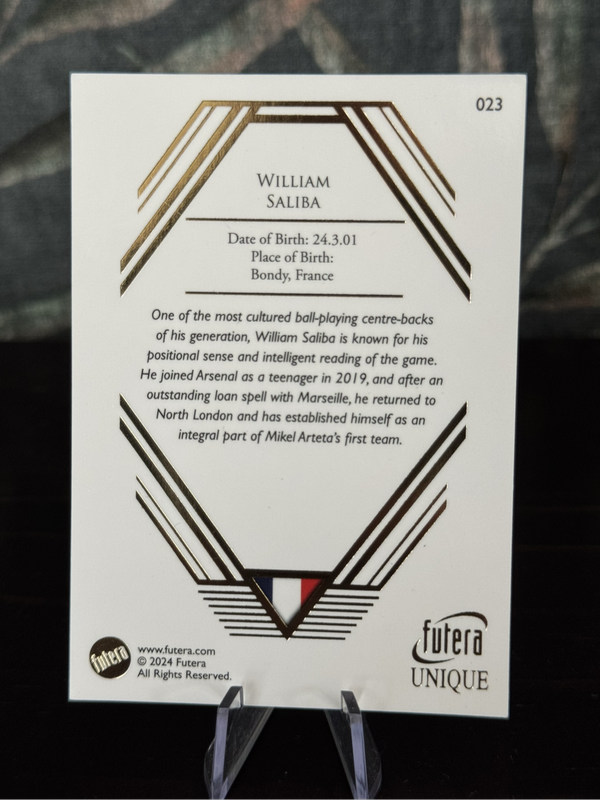 023
WILLIAM
SALIBA
Date of Birth: 24.3.01
Place of Birth:
Bondy, France
One of the most cultured ball-playing centre-backs
of his generation, William Saliba is known for his
positional sense and intelligent reading of the game.
He joined Arsenal as a teenager in 2019, and after an
outstanding loan spell with Marseille, he returned to
North London and has established himself as an
integral part of Mikel Arteta's first team.
futera
www.futera.com
© 2024 Futera
All Rights Reserved.
futera
UNIQUE